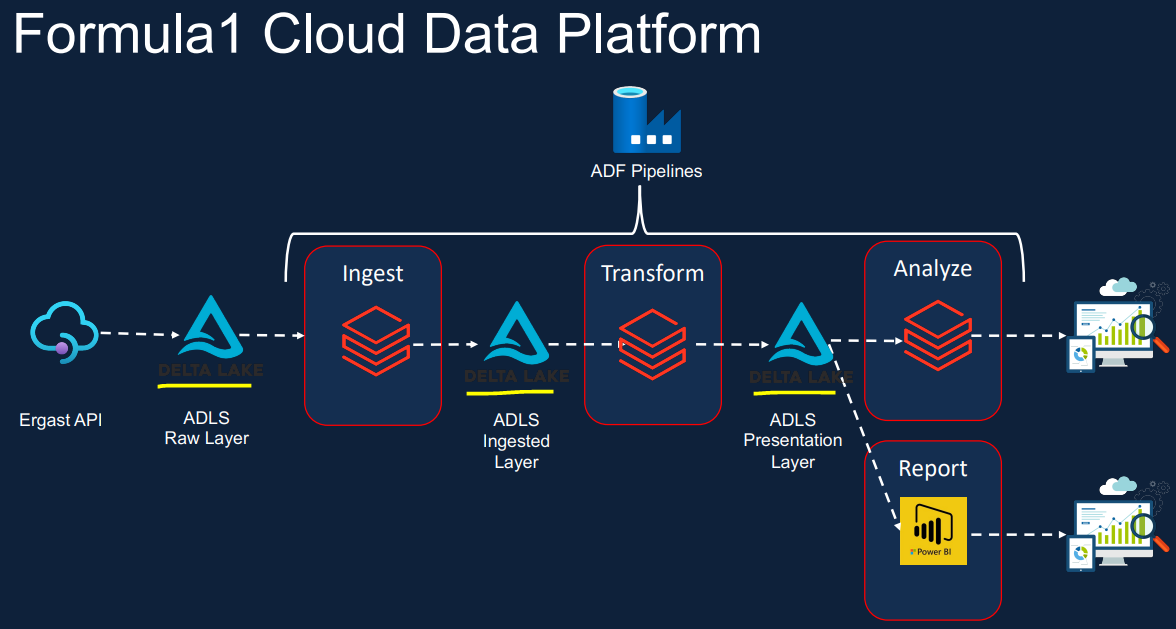 Formula1 Cloud Data Platform
ADF Pipelines
Ingest
Transform
Analyze
DELTA LAKE
DELTA LAKE
DELTA LAKE
Ergast API
ADLS
Raw Layer
ADLS
Ingested
Layer
ADLS
Presentation
Layer
Report
Power BI